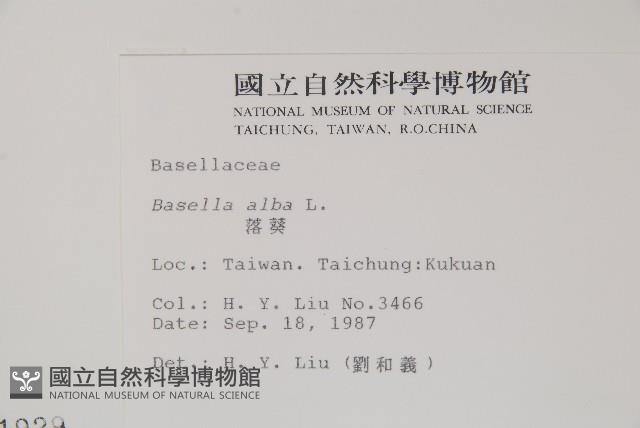 國立自然科學博物館
NATIONAL MUSEUM OF NATURAL SCIENCE
TAICHUNG, TAIWAN, R.O.CHINA
Basellaceae
Basella alba L.
落葵
Loc.: Taiwan. Taichung:Kukuan
Col.: H. Y. Liu No.3466
Date: Sep. 18, 1987
Det.: H. Y. Liu (劉和義)
國立自然科學博物館
NATIONAL MUSEUM OF NATURAL SCIENCE